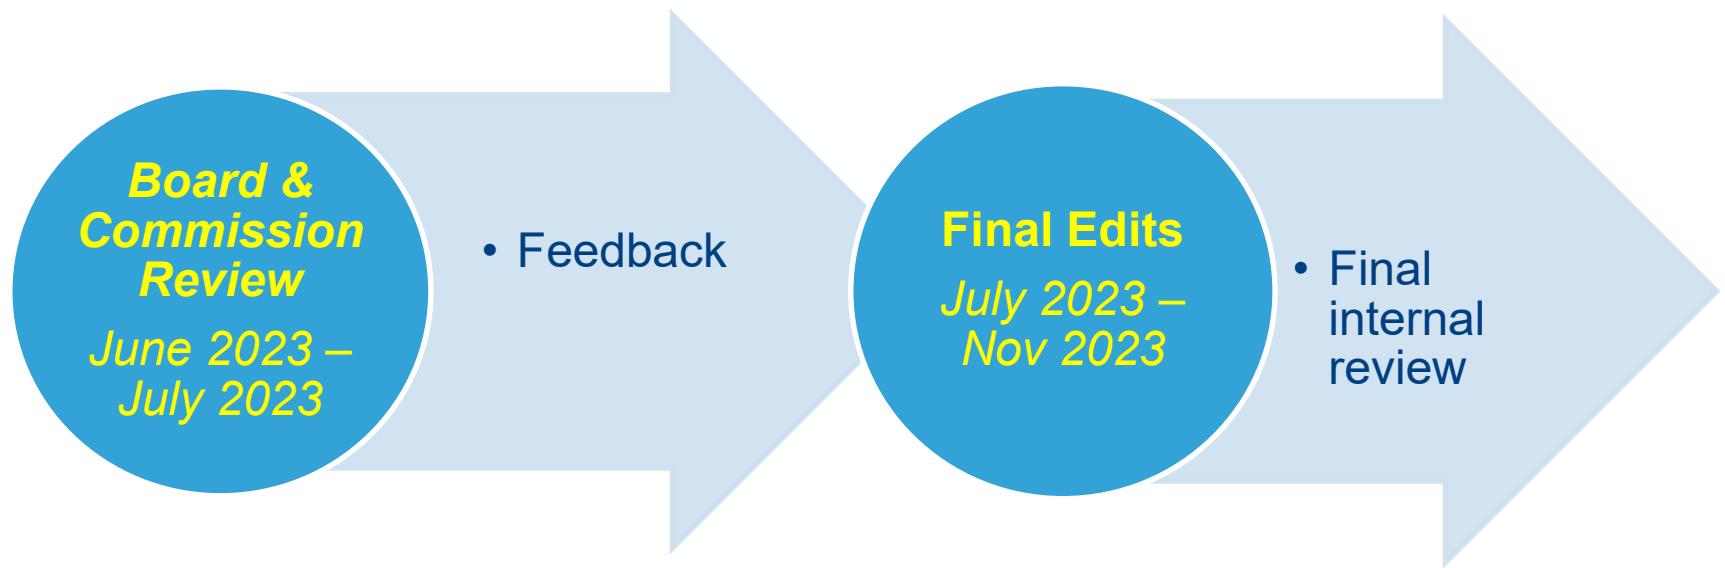 Board &
Commission
Review
June 2023 –
July 2023
• Feedback
Final Edits
July 2023 –
Nov 2023
• Final
internal
review